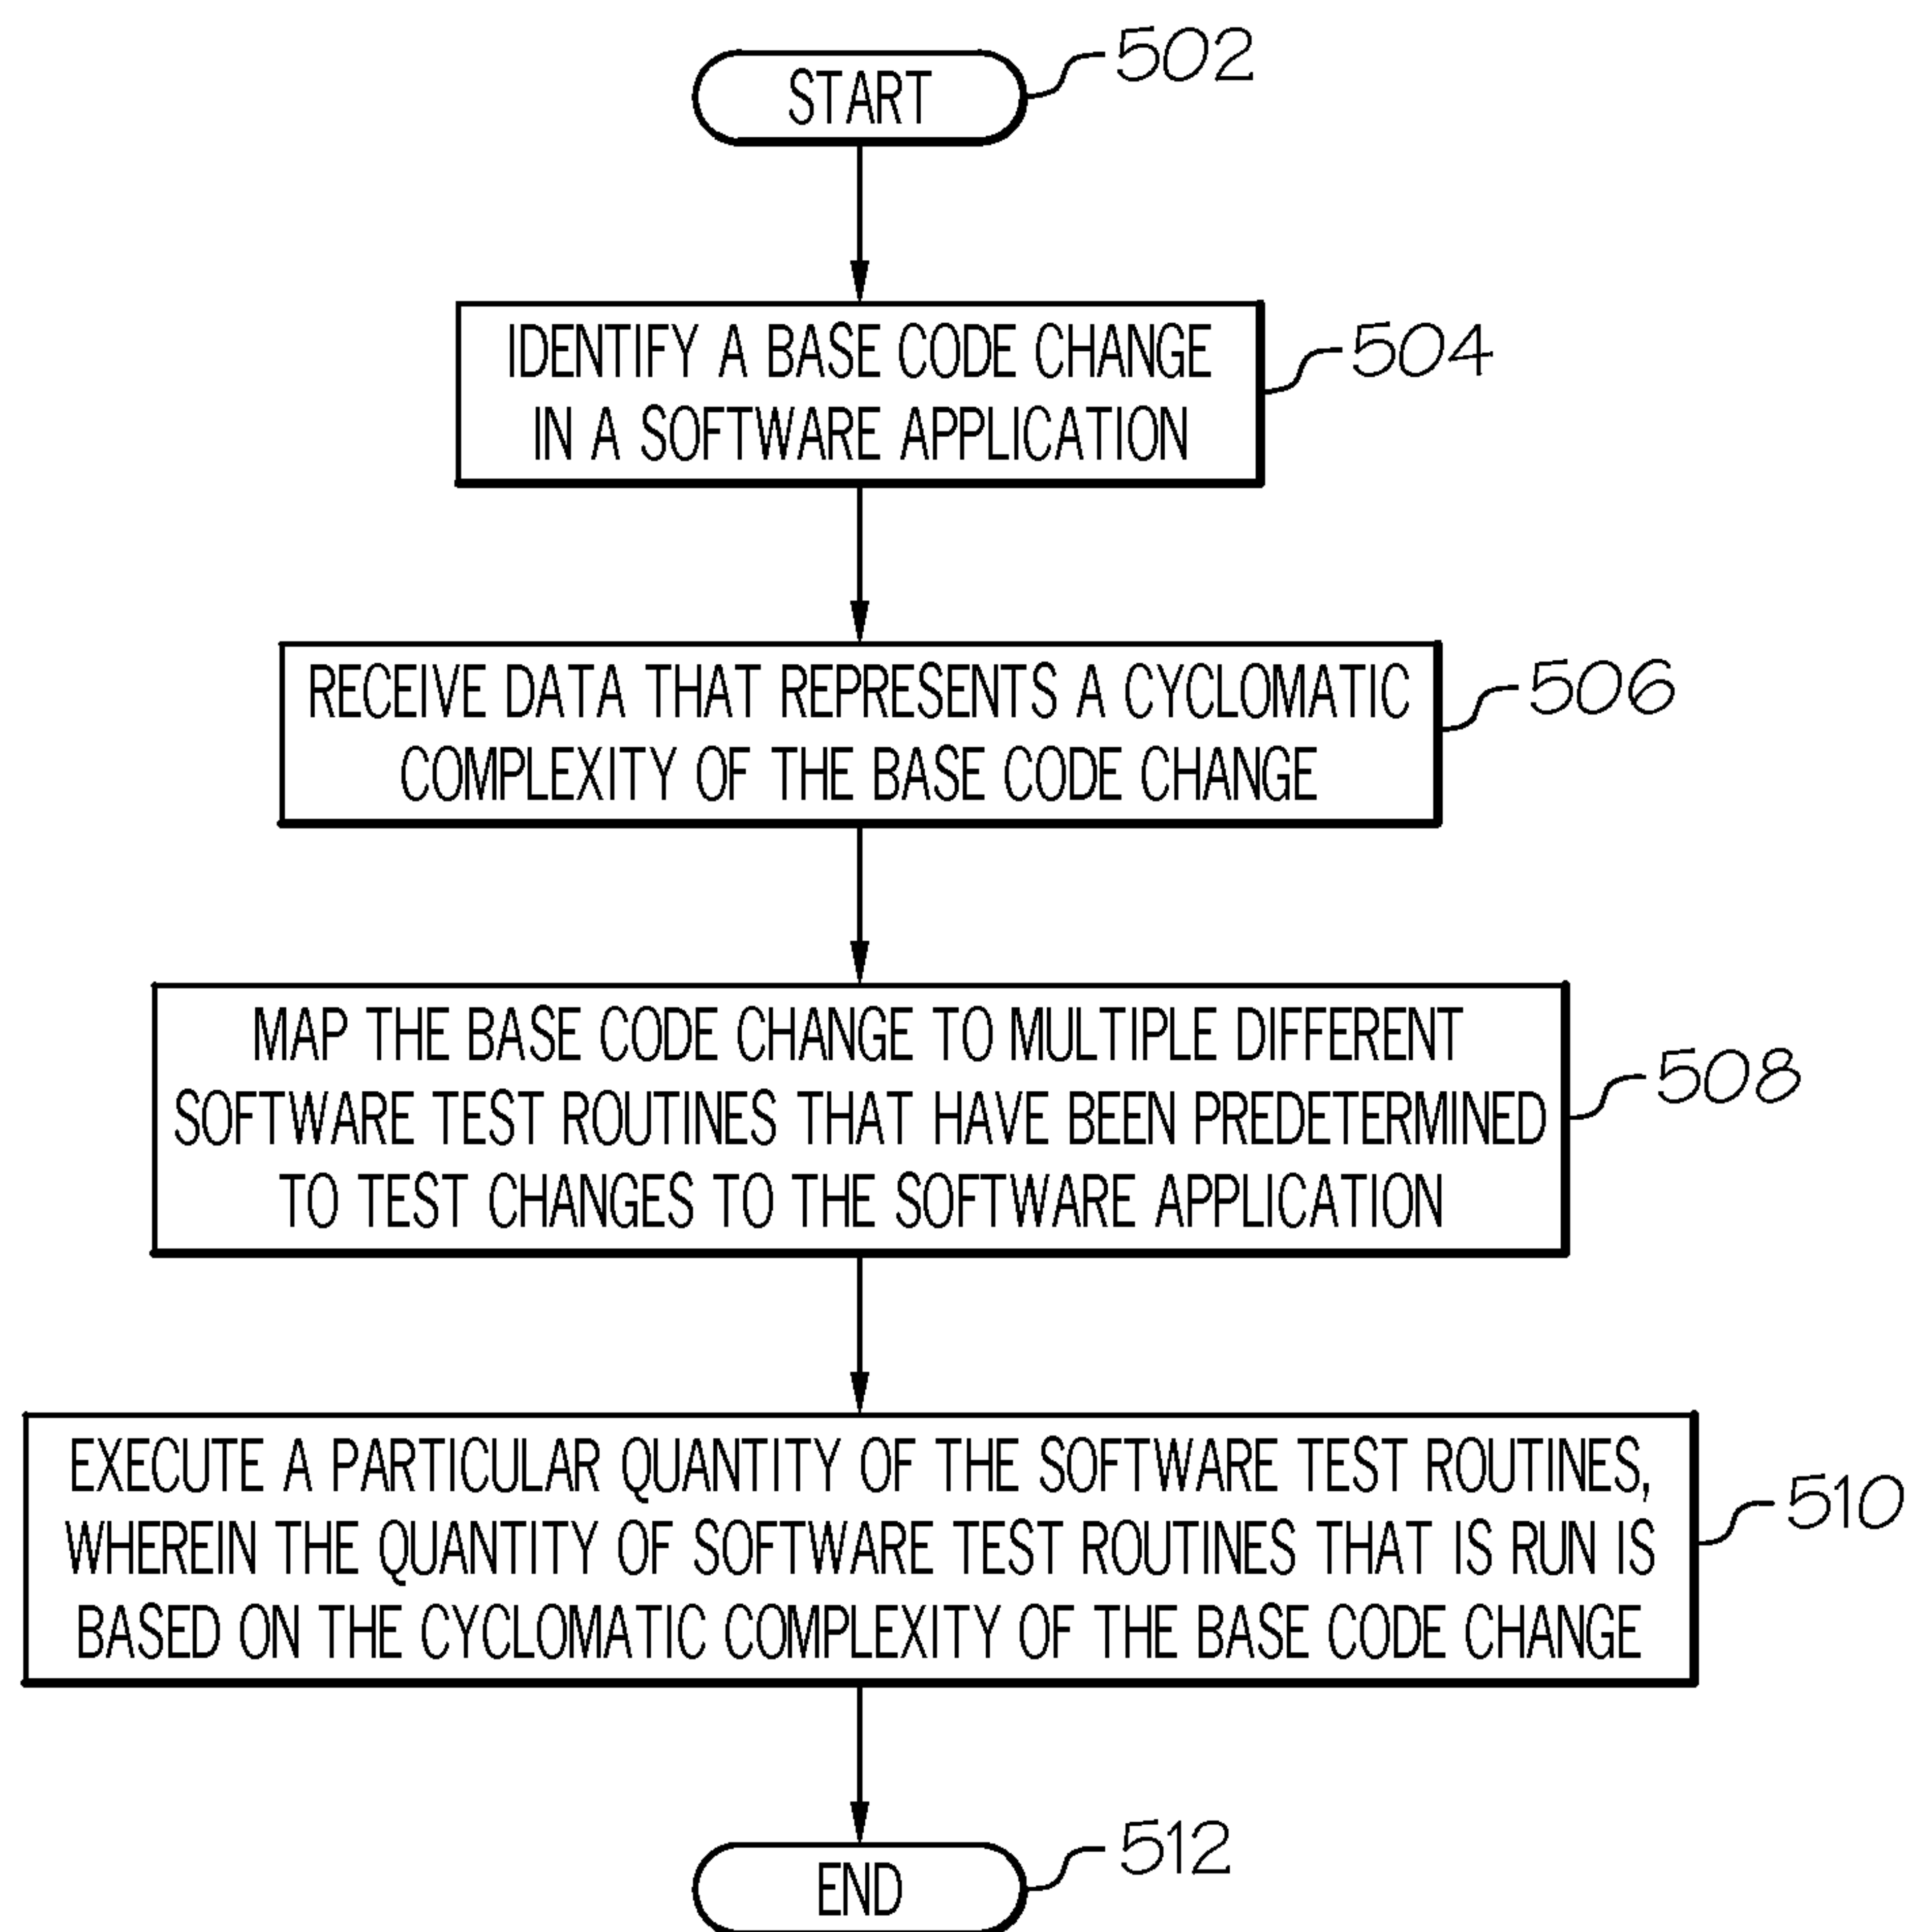 START
502
IDENTIFY A BASE CODE CHANGE
IN A SOFTWARE APPLICATION
504
RECEIVE DATA THAT REPRESENTS A CYCLOMATIC
COMPLEXITY OF THE BASE CODE CHANGE
506
MAP THE BASE CODE CHANGE TO MULTIPLE DIFFERENT
SOFTWARE TEST ROUTINES THAT HAVE BEEN PREDETERMINED
TO TEST CHANGES TO THE SOFTWARE APPLICATION
508
EXECUTE A PARTICULAR QUANTITY OF THE SOFTWARE TEST ROUTINES,
WHEREIN THE QUANTITY OF SOFTWARE TEST ROUTINES THAT IS RUN IS
BASED ON THE CYCLOMATIC COMPLEXITY OF THE BASE CODE CHANGE
510
END
512